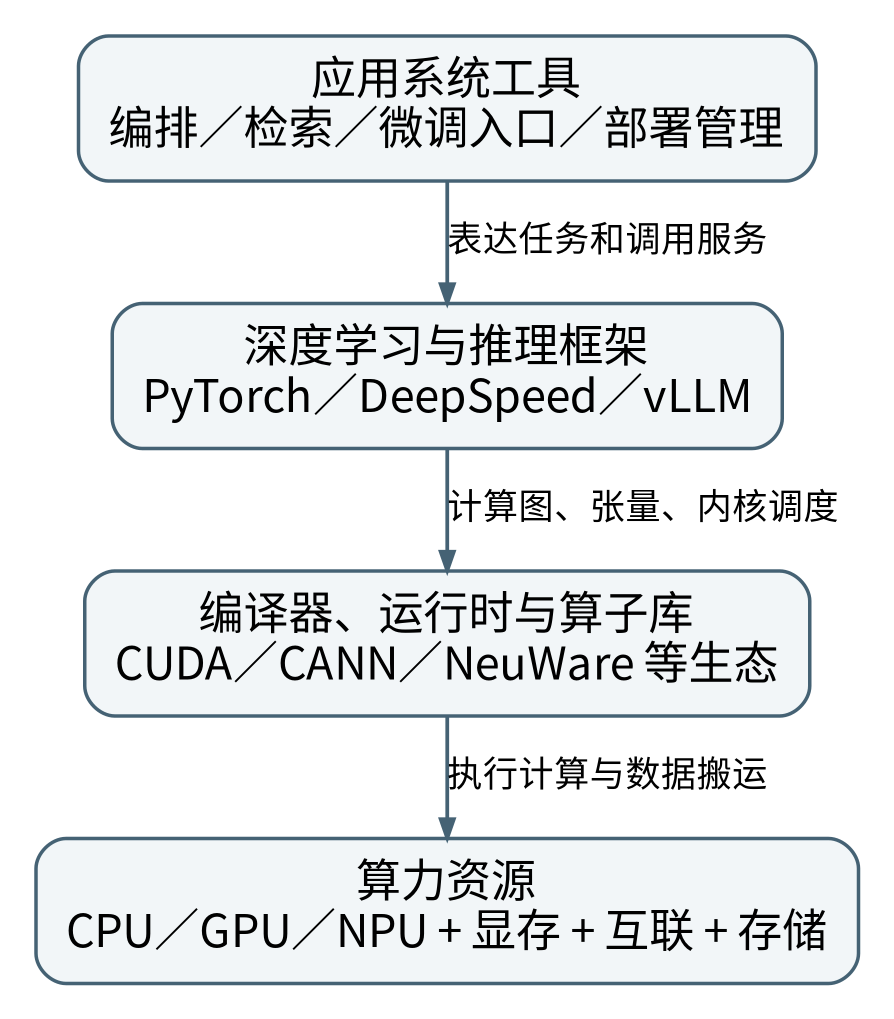 应用系统工具
编排／检索／微调入口／部署管理
表达任务和调用服务
深度学习与推理框架
PyTorch／DeepSpeed／vLLM
计算图、张量、内核调度
编译器、运行时与算子库
CUDA／CANN／NeuWare 等生态
执行计算与数据搬运
算力资源
CPU／GPU／NPU + 显存 + 互联 + 存储